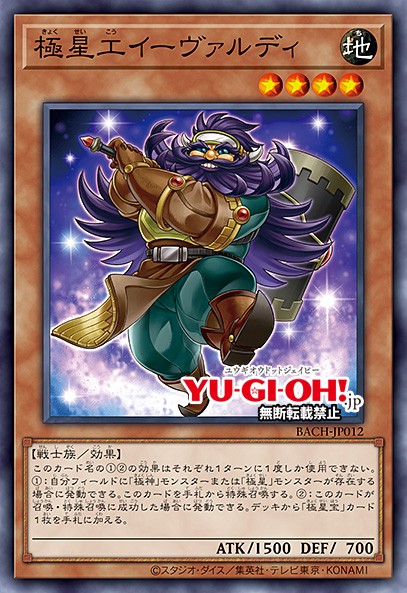 きょく せい こう
極星エイーヴァルディ
地
ユウギオウドットジェイピー
YU-GI-OH!.jp
無断転載禁止
BACH-JP012
【戦士族/効果】
このカード名の①②の効果はそれぞれ1ターンに1度しか使用できない。
①:自分フィールドに「極神」モンスターまたは「極星」モンスターが存在する
場合に発動できる。このカードを手札から特殊召喚する。②:このカードが
召喚・特殊召喚に成功した場合に発動できる。デッキから「極星宝」カード
1枚を手札に加える。
ATK/1500 DEF/ 700
©スタジオ・ダイス/集英社・テレビ東京・KONAMI